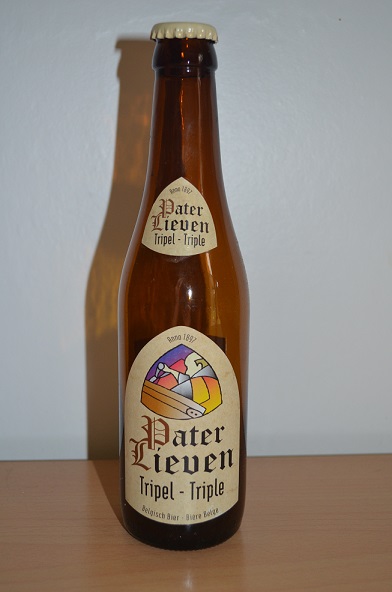 Anno 1897
Pater
Lieven
Tripel - Triple
Anno 1897
Pater
Lieven
Tripel - Triple
Belgisch Bier - Bière Belge